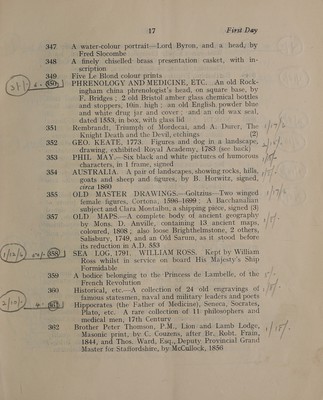 17 First Day
347 A water-colour portrait—Lord Byron, and a head, by
Fred Slocombe
348 A finely chiselled brass presentation casket, with in-
scription
349 Five Le Blond colour prints
350 PHRENOLOGY AND MEDICINE, ETC. An old Rock-
ingham china phrenologist's head, on square base, by
F. Bridges; 2 old Bristol amber glass chemical bottles
and stoppers, 10in. high; an old English powder blue
and white drug jar and cover; and an old wax seal,
dated 1553, in box, with glass lid
351 Rembrandt, Triumph of Mordecai, and A. Durer, The
Knight Death and the Devil, etchings (2)
352 GEO. KEATE, 1773. Figures and dog in a landscape,
drawing, exhibited Royal Academy, 1783 (see back)
353 PHIL MAY.—Six black and white pictures of humorous
characters, in 1 frame, signed
354 AUSTRALIA. A pair of landscapes, showing rocks, hills,
goats and sheep and figures, by B. Hurwitz, signed,
circa 1860
355 OLD MASTER DRAWINGS.—Goltzius—Two winged
female figures, Cortona, 1596-1699; A Bacchanalian
subject and Clara Montalba, a shipping piece, signed (3)
357 OLD MAPS.—A complete body of ancient geography
by Mons. D. Anville, containing 13 ancient maps,
coloured, 1808; also loose Brighthelmstone, 2 others,
Salisbury, 1749, and an Old Sarum, as it stood before
its reduction in A.D. 553
358 SEA LOG, 1791. WILLIAM ROSS. Kept by William
Ross whilst in service on board His Majesty's Ship
Formidable
359 A bodice belonging to the Princess de Lambelle, of the
French Revolution
360 Historical, etc.—A collection of 24 old engravings of
famous statesmen, naval and military leaders and poets
361 Hippocrates (the Father of Medicine), Seneca, Socrates,
Plato, etc. A rare collection of 11 philosophers and
medical men, 17th Century
362 Brother Peter Thomson, P.M., Lion and Lamb Lodge,
Masonic print, by C. Couzens, after Br. Robt. Frain,
1844, and Thos. Ward, Esq., Deputy Provincial Grand
Master for Staffordshire, by McCullock, 1856